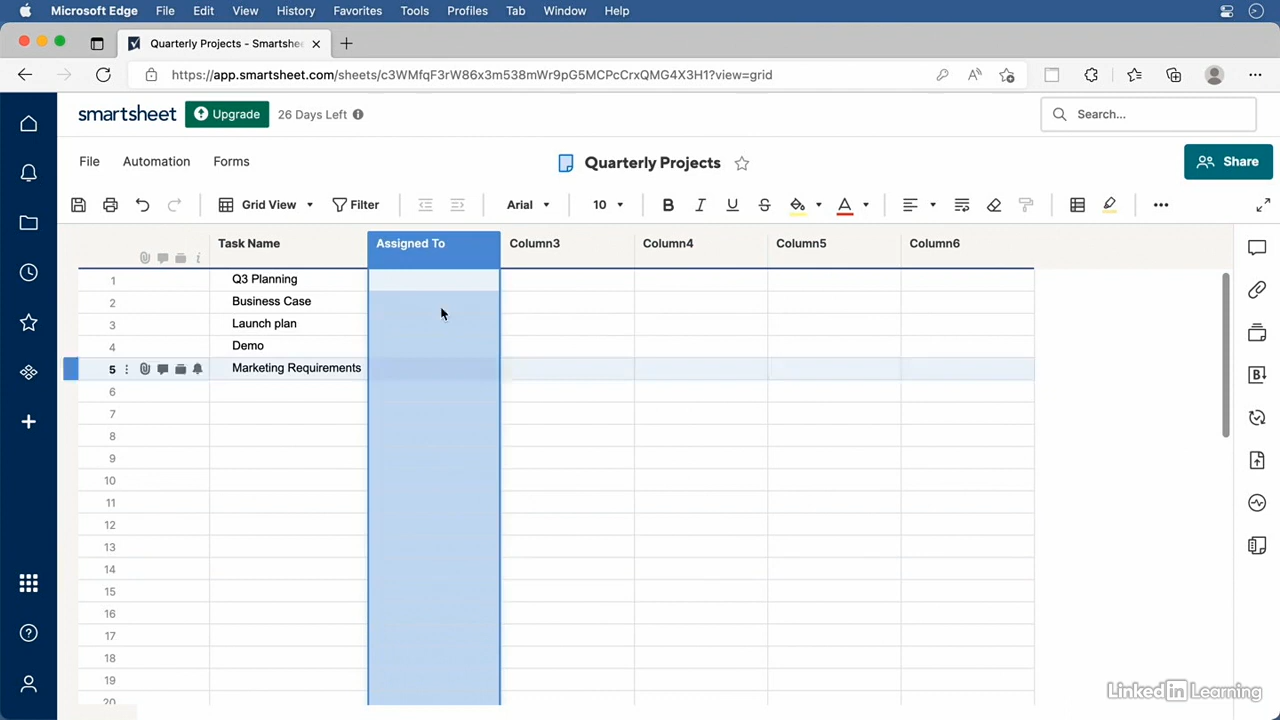 Microsoft Edge File Edit View History Favorites Tools Profiles Tab Window Help
Quarterly Projects - Smartshe
https://app.smartsheet.com/sheets/c3WMfqF3rW86x3m538mWr9pG5MCPcCrxQMG4X3H1?view=grid
smartsheet Upgrade 26 Days Left Search...
File Automation Forms Quarterly Projects Share
Grid View Filter Arial 10 B I U S A
Task Name Assigned To Column3 Column4 Column5 Column6
1 Q3 Planning
2 Business Case
3 Launch plan
4 Demo
5 Marketing Requirements
6
7
8
9
10
11
12
13
14
15
16
17
18
19
20
LinkedIn Learning